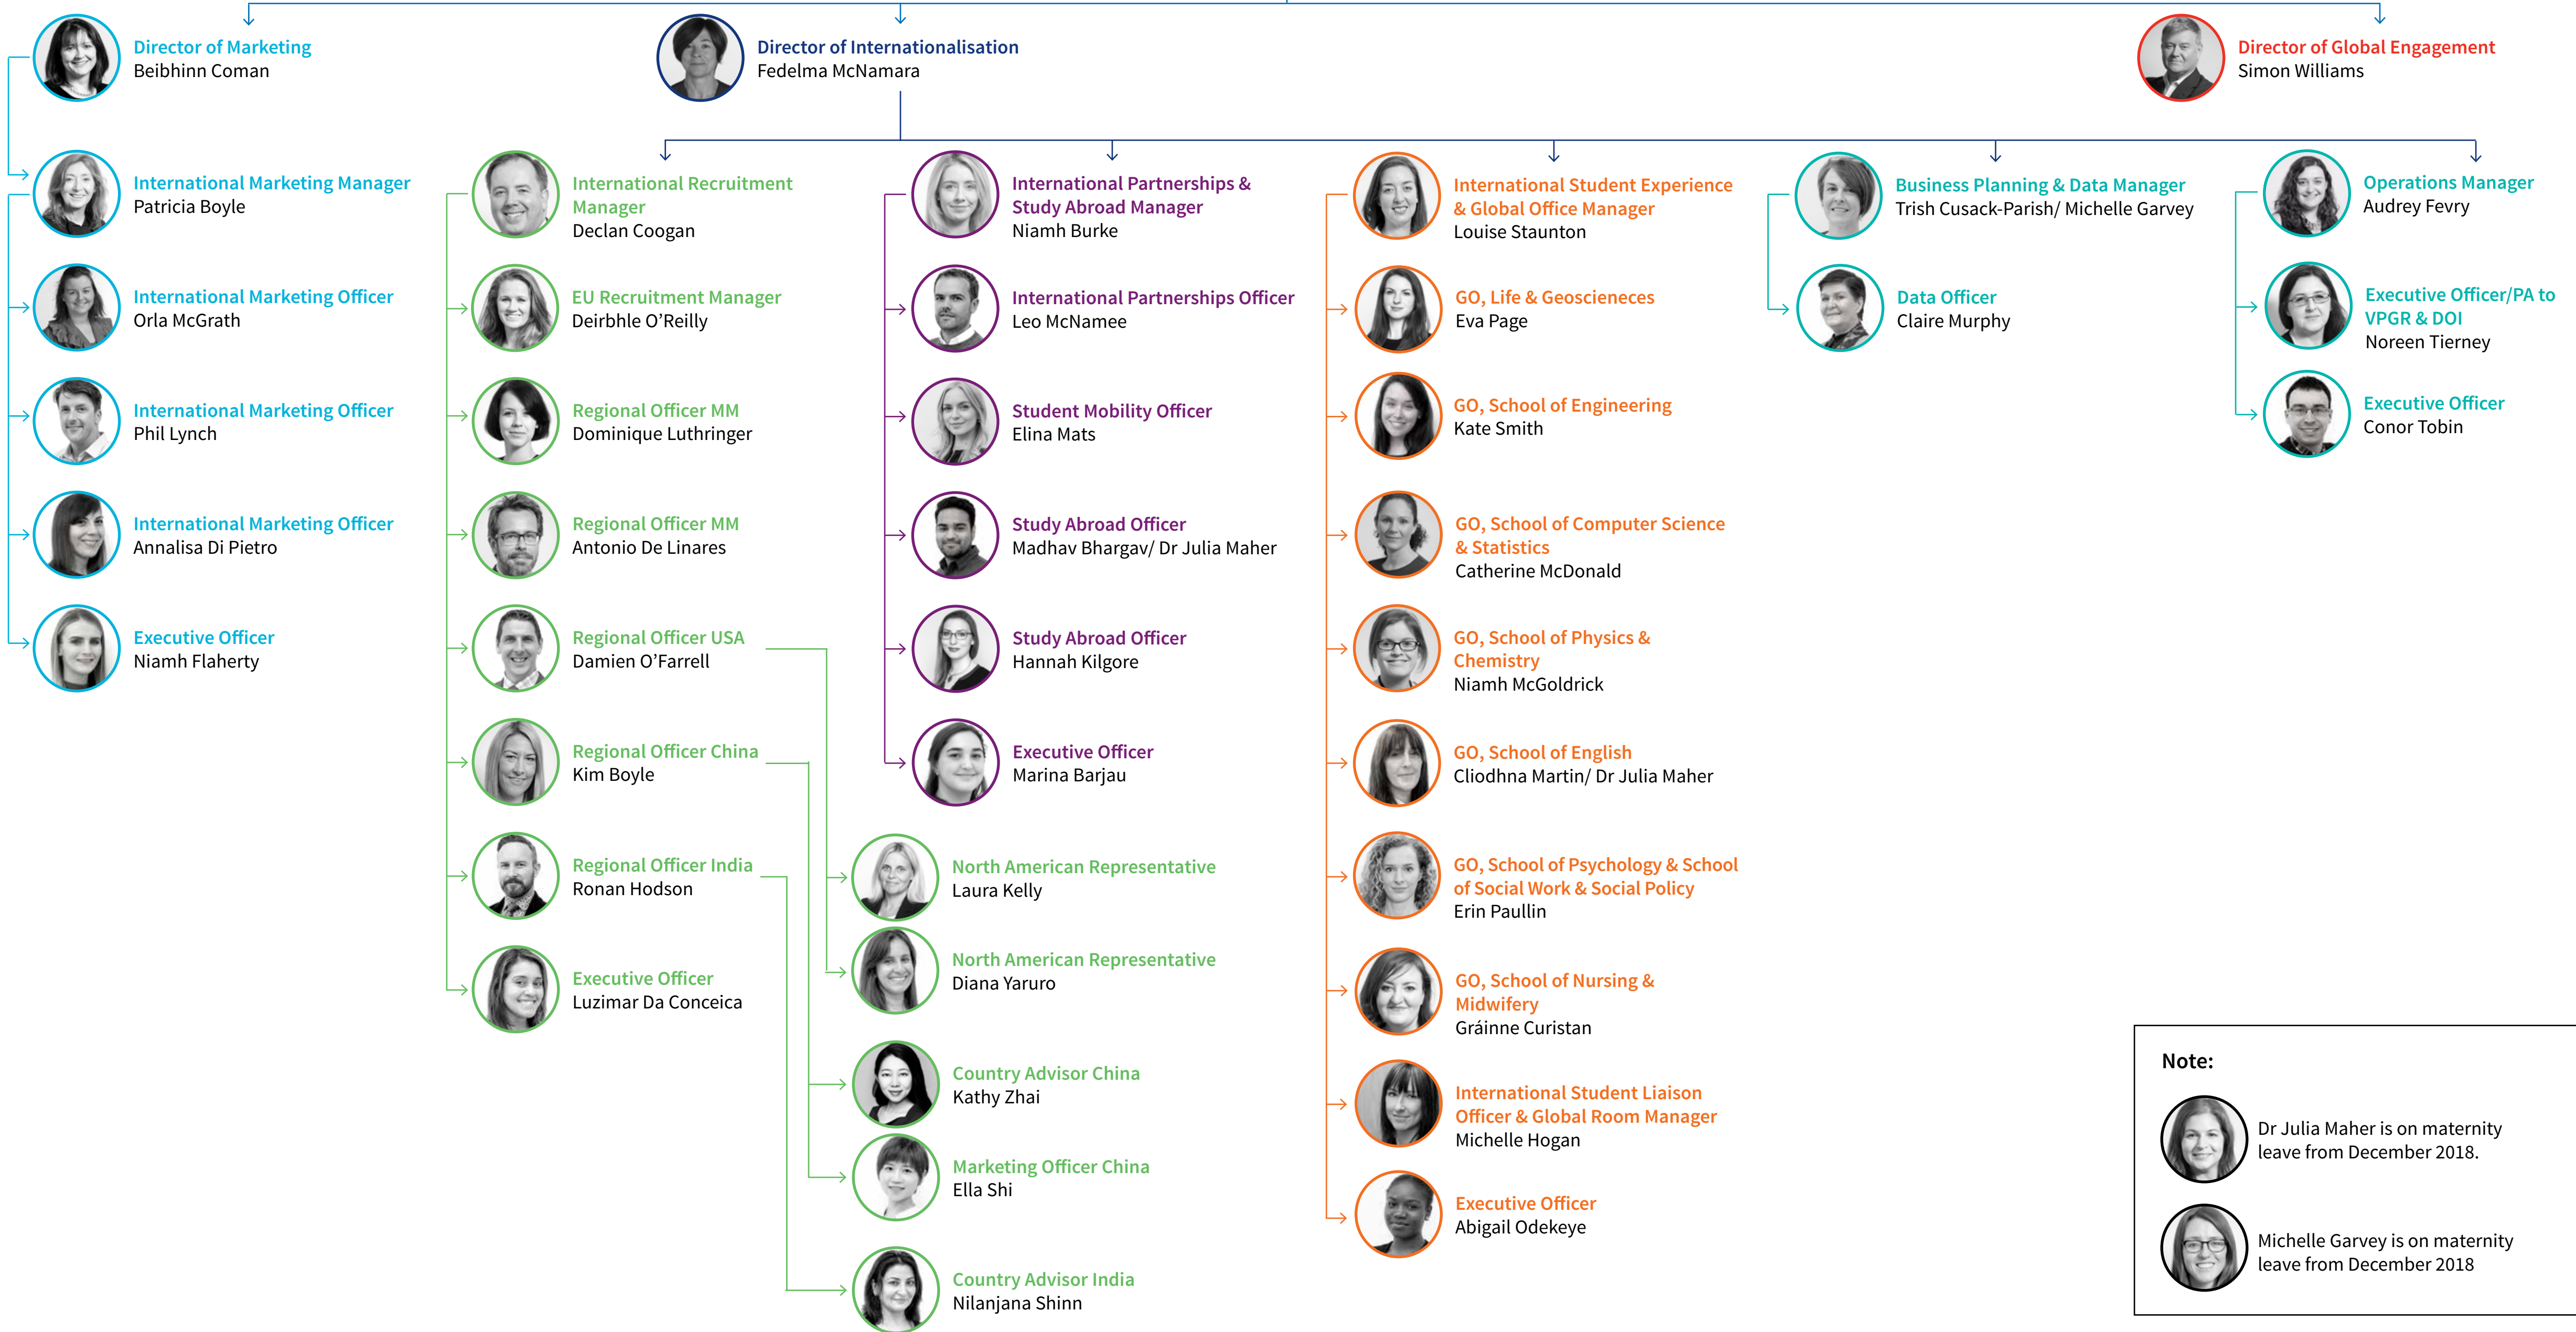 Director of Marketing
Beibhinn Coman
Director of Internationalisation
Fedelma McNamara
Director of Global Engagement
Simon Williams
International Marketing Manager
Patricia Boyle
International Marketing Officer
Orla McGrath
International Marketing Officer
Phil Lynch
International Marketing Officer
Annalisa Di Pietro
Executive Officer
Niamh Flaherty
International Recruitment
Manager
Declan Coogan
EU Recruitment Manager
Deirbhle O’Reilly
Regional Officer MM
Dominique Luthringer
Regional Officer MM
Antonio De Linares
Regional Officer USA
Damien O’Farrell
Regional Officer China
Kim Boyle
Regional Officer India
Ronan Hodson
Executive Officer
Luzimar Da Conceica
North American Representative
Laura Kelly
North American Representative
Diana Yaruro
Country Advisor China
Kathy Zhai
Marketing Officer China
Ella Shi
Country Advisor India
Nilanjana Shinn
International Partnerships &
Study Abroad Manager
Niamh Burke
International Partnerships Officer
Leo McNamee
Student Mobility Officer
Elina Mats
Study Abroad Officer
Madhav Bhargav/ Dr Julia Maher
Study Abroad Officer
Hannah Kilgore
Executive Officer
Marina Barjau
International Student Experience
& Global Office Manager
Louise Staunton
GO, Life & Geoscieneces
Eva Page
GO, School of Engineering
Kate Smith
GO, School of Computer Science
& Statistics
Catherine McDonald
GO, School of Physics &
Chemistry
Niamh McGoldrick
GO, School of English
Cliodhna Martin/ Dr Julia Maher
GO, School of Psychology & School
of Social Work & Social Policy
Erin Paullin
GO, School of Nursing &
Midwifery
Gráinne Curistan
International Student Liaison
Officer & Global Room Manager
Michelle Hogan
Executive Officer
Abigail Odekeye
Business Planning & Data Manager
Trish Cusack-Parish/ Michelle Garvey
Data Officer
Claire Murphy
Operations Manager
Audrey Fevry
Executive Officer/PA to
VPGR & DOI
Noreen Tierney
Executive Officer
Conor Tobin
Note:
Dr Julia Maher is on maternity
leave from December 2018.
Michelle Garvey is on maternity
leave from December 2018